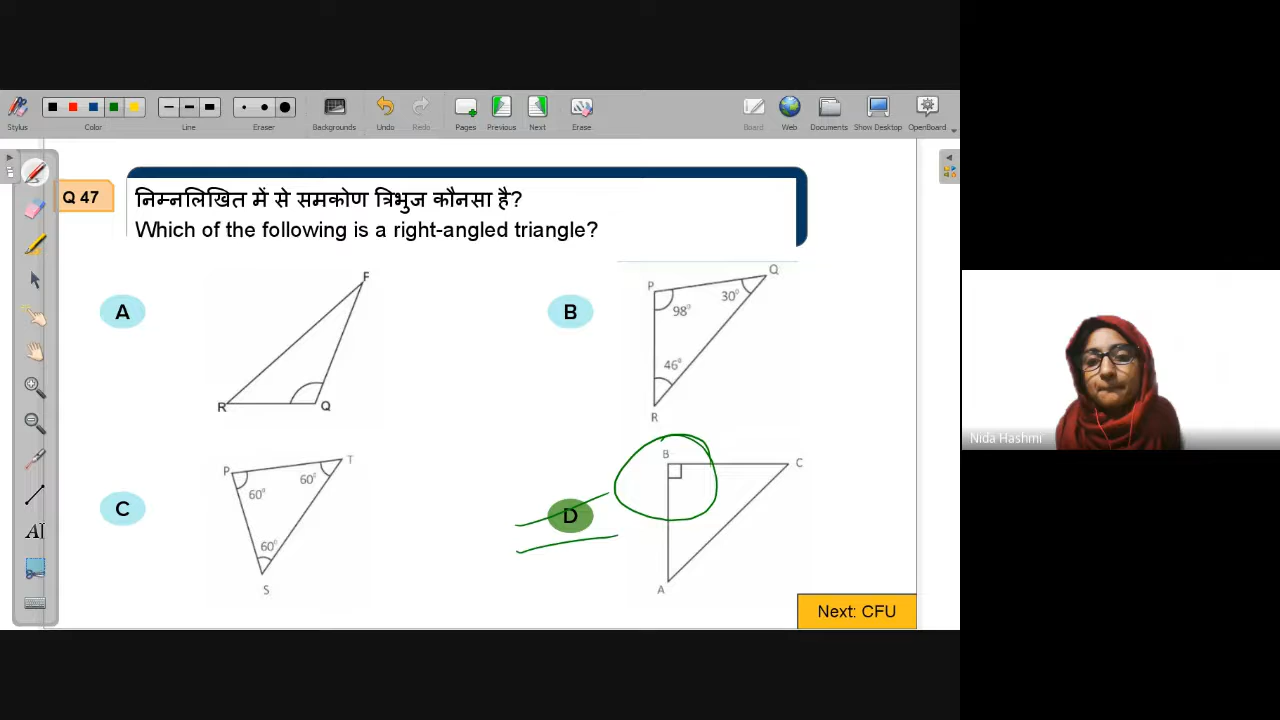 Stylus
Color
Line
Eraser
Backgrounds
Undo
Redo
Pages
Previous
Next
Erase
Board
Web
Documents
Show Desktop
OpenBoard
Q 47
निम्नलिखित में से समकोण त्रिभुज कौनसा है?
Which of the following is a right-angled triangle?
A
F
R
Q
B
P
Q
98°
30°
46°
R
C
P
T
60°
60°
60°
S
D
B
C
A
Next: CFU
AI
Nida Hashmi